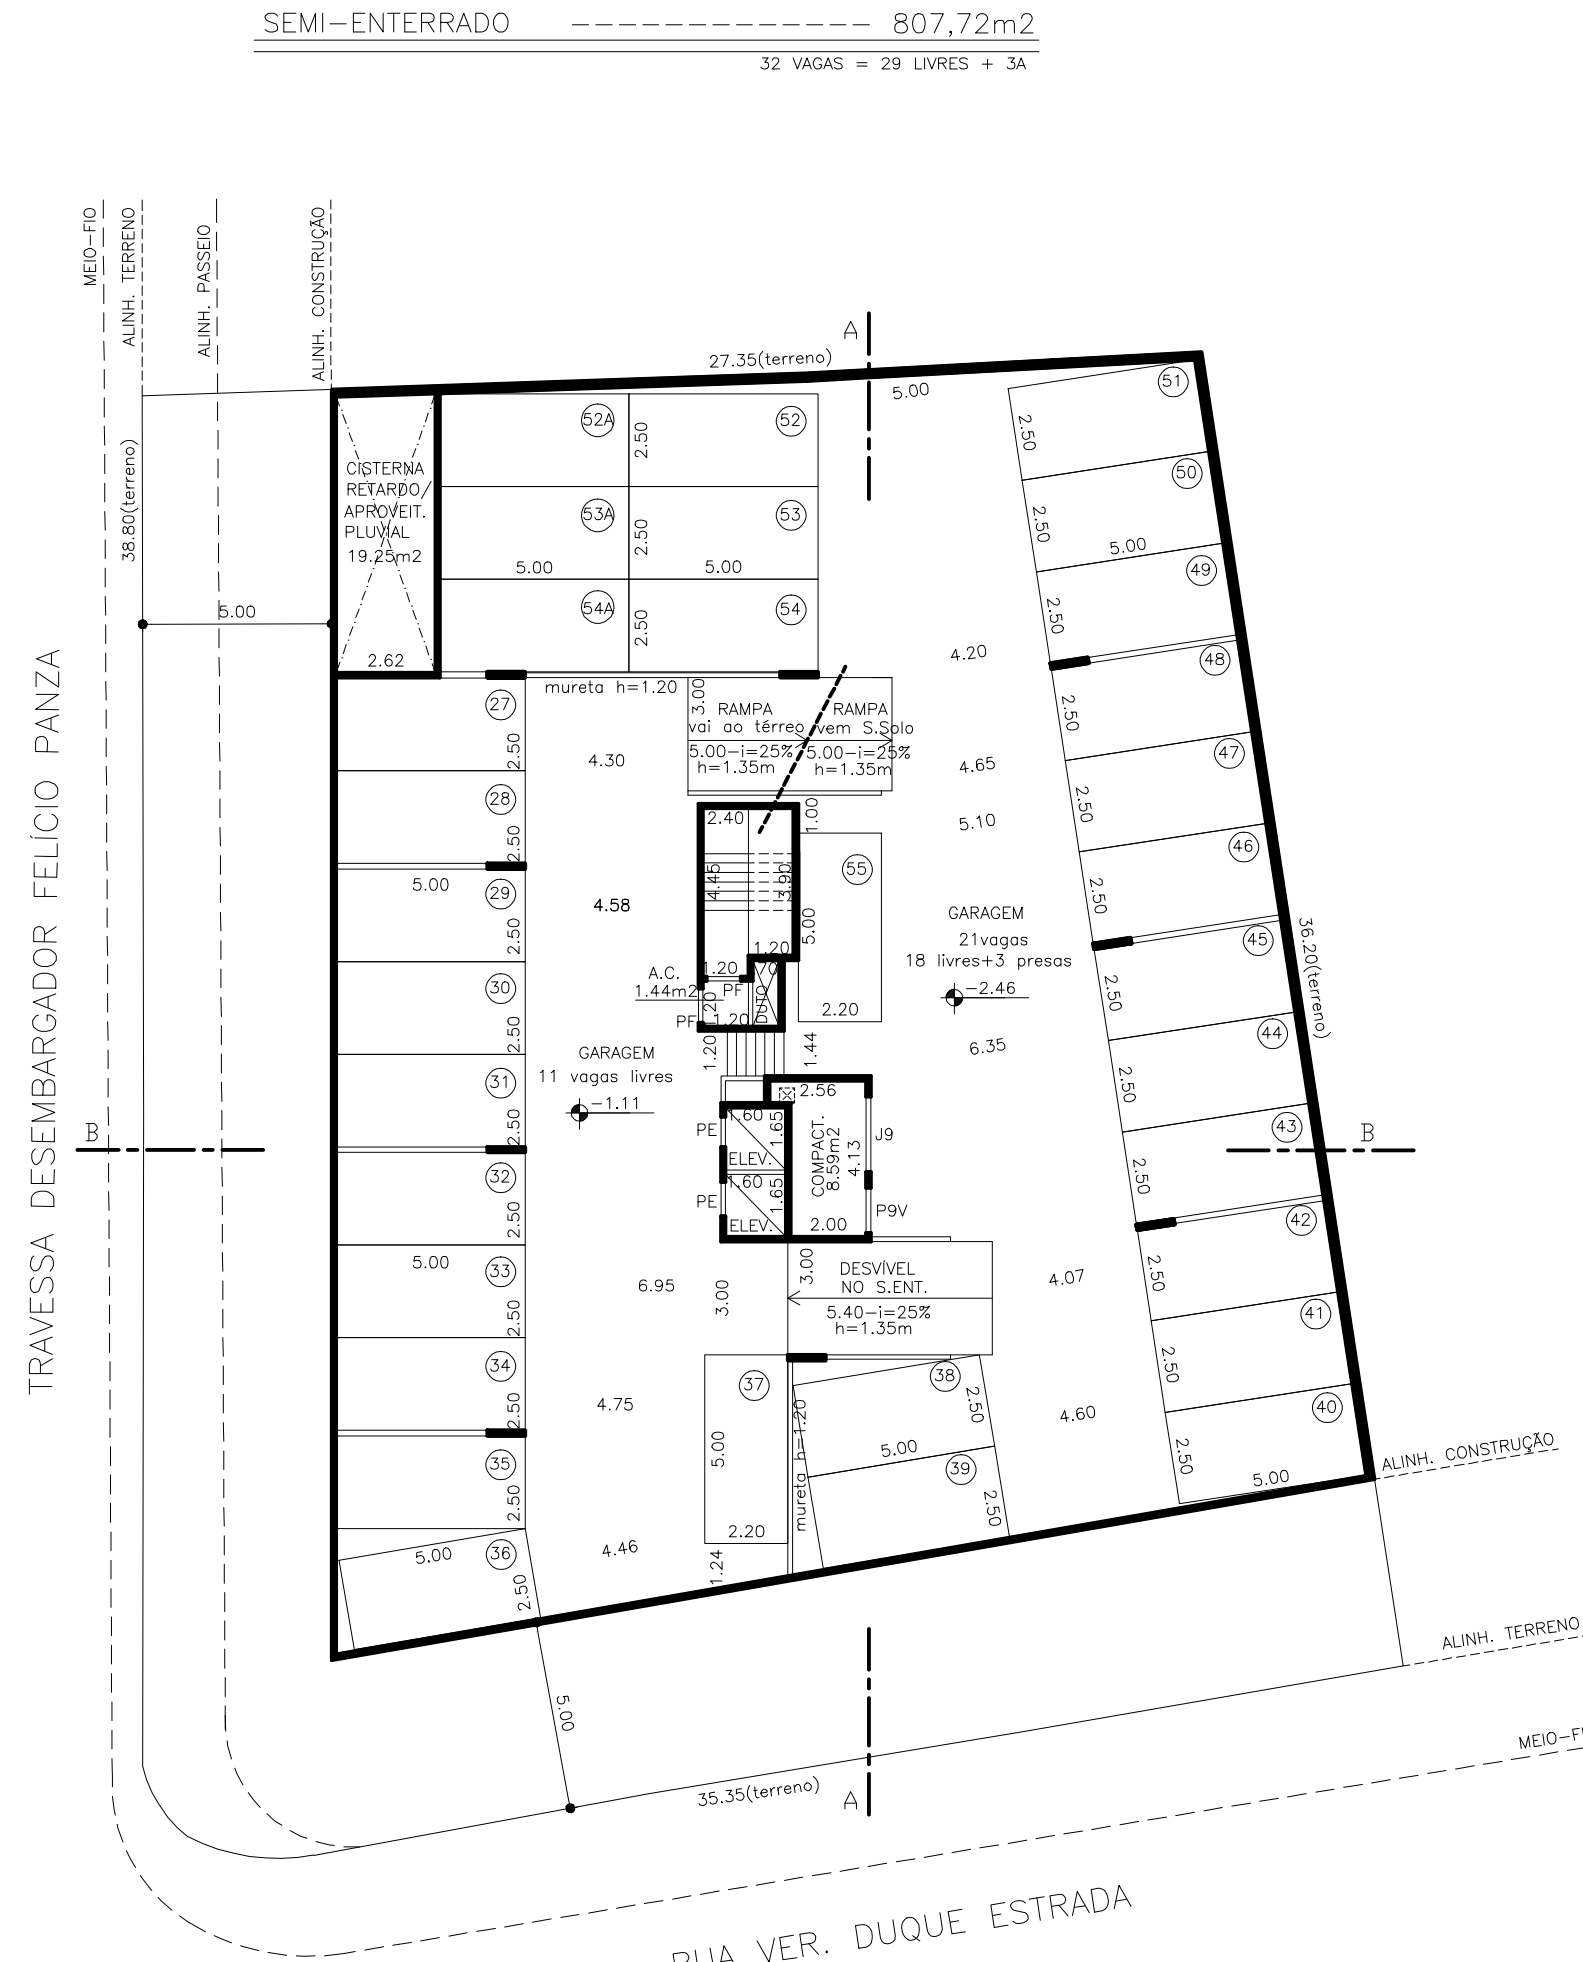 SEMI-ENTERRADO ------------- 807,72m2
32 VAGAS = 29 LIVRES + 3A
MEIO-FIO
ALINH. TERRENO
ALINH. PASSEIO
ALINH. CONSTRUÇÃO
A
27.35(terreno)
5.00
51
2.50
52A
2.50
52
50
2.50
38.80(terreno)
CISTERNA
RETARDO/
APROVEIT.
PLUVIAL
19.25m2
53A
2.50
53
5.00
5.00
5.00
49
2.50
54A
2.50
54
5.00
2.62
4.20
48
2.50
mureta h=1.20
27
2.50
3.00
RAMPA
vai ao térreo
5.00-i=25%
h=1.35m
RAMPA
vem S.Solo
5.00-i=25%
h=1.35m
4.30
4.65
47
2.50
28
2.50
2.40
1.00
5.10
46
2.50
5.00
29
2.50
4.58
4.45
3.90
55
5.00
2.20
GARAGEM
21vagas
18 livres+3 presas
-2.46
45
2.50
36.20(terreno)
TRAVESSA DESEMBARGADOR FELÍCIO PANZA
30
2.50
A.C.
1.44m2
1.20
1.20
70
PF
1.20
DUTO
PF
1.20
1.20
1.44
6.35
44
2.50
GARAGEM
11 vagas livres
-1.11
31
2.50
2.56
B
PE
1.60
1.65
ELEV.
COMPACT.
8.59m2
4.13
J9
43
2.50
B
32
2.50
PE
1.60
1.65
ELEV.
2.00
P9V
42
2.50
5.00
33
2.50
6.95
3.00
3.00
DESVÍVEL
NO S.ENT.
5.40-i=25%
h=1.35m
4.07
41
2.50
34
2.50
4.75
37
5.00
2.20
mureta h=1.20
38
2.50
5.00
39
2.50
4.60
40
2.50
5.00
ALINH. CONSTRUÇÃO
35
2.50
5.00
36
2.50
4.46
1.24
5.00
ALINH. TERRENO
MEIO-FI
35.35(terreno)
A
RUA VER. DUQUE ESTRADA